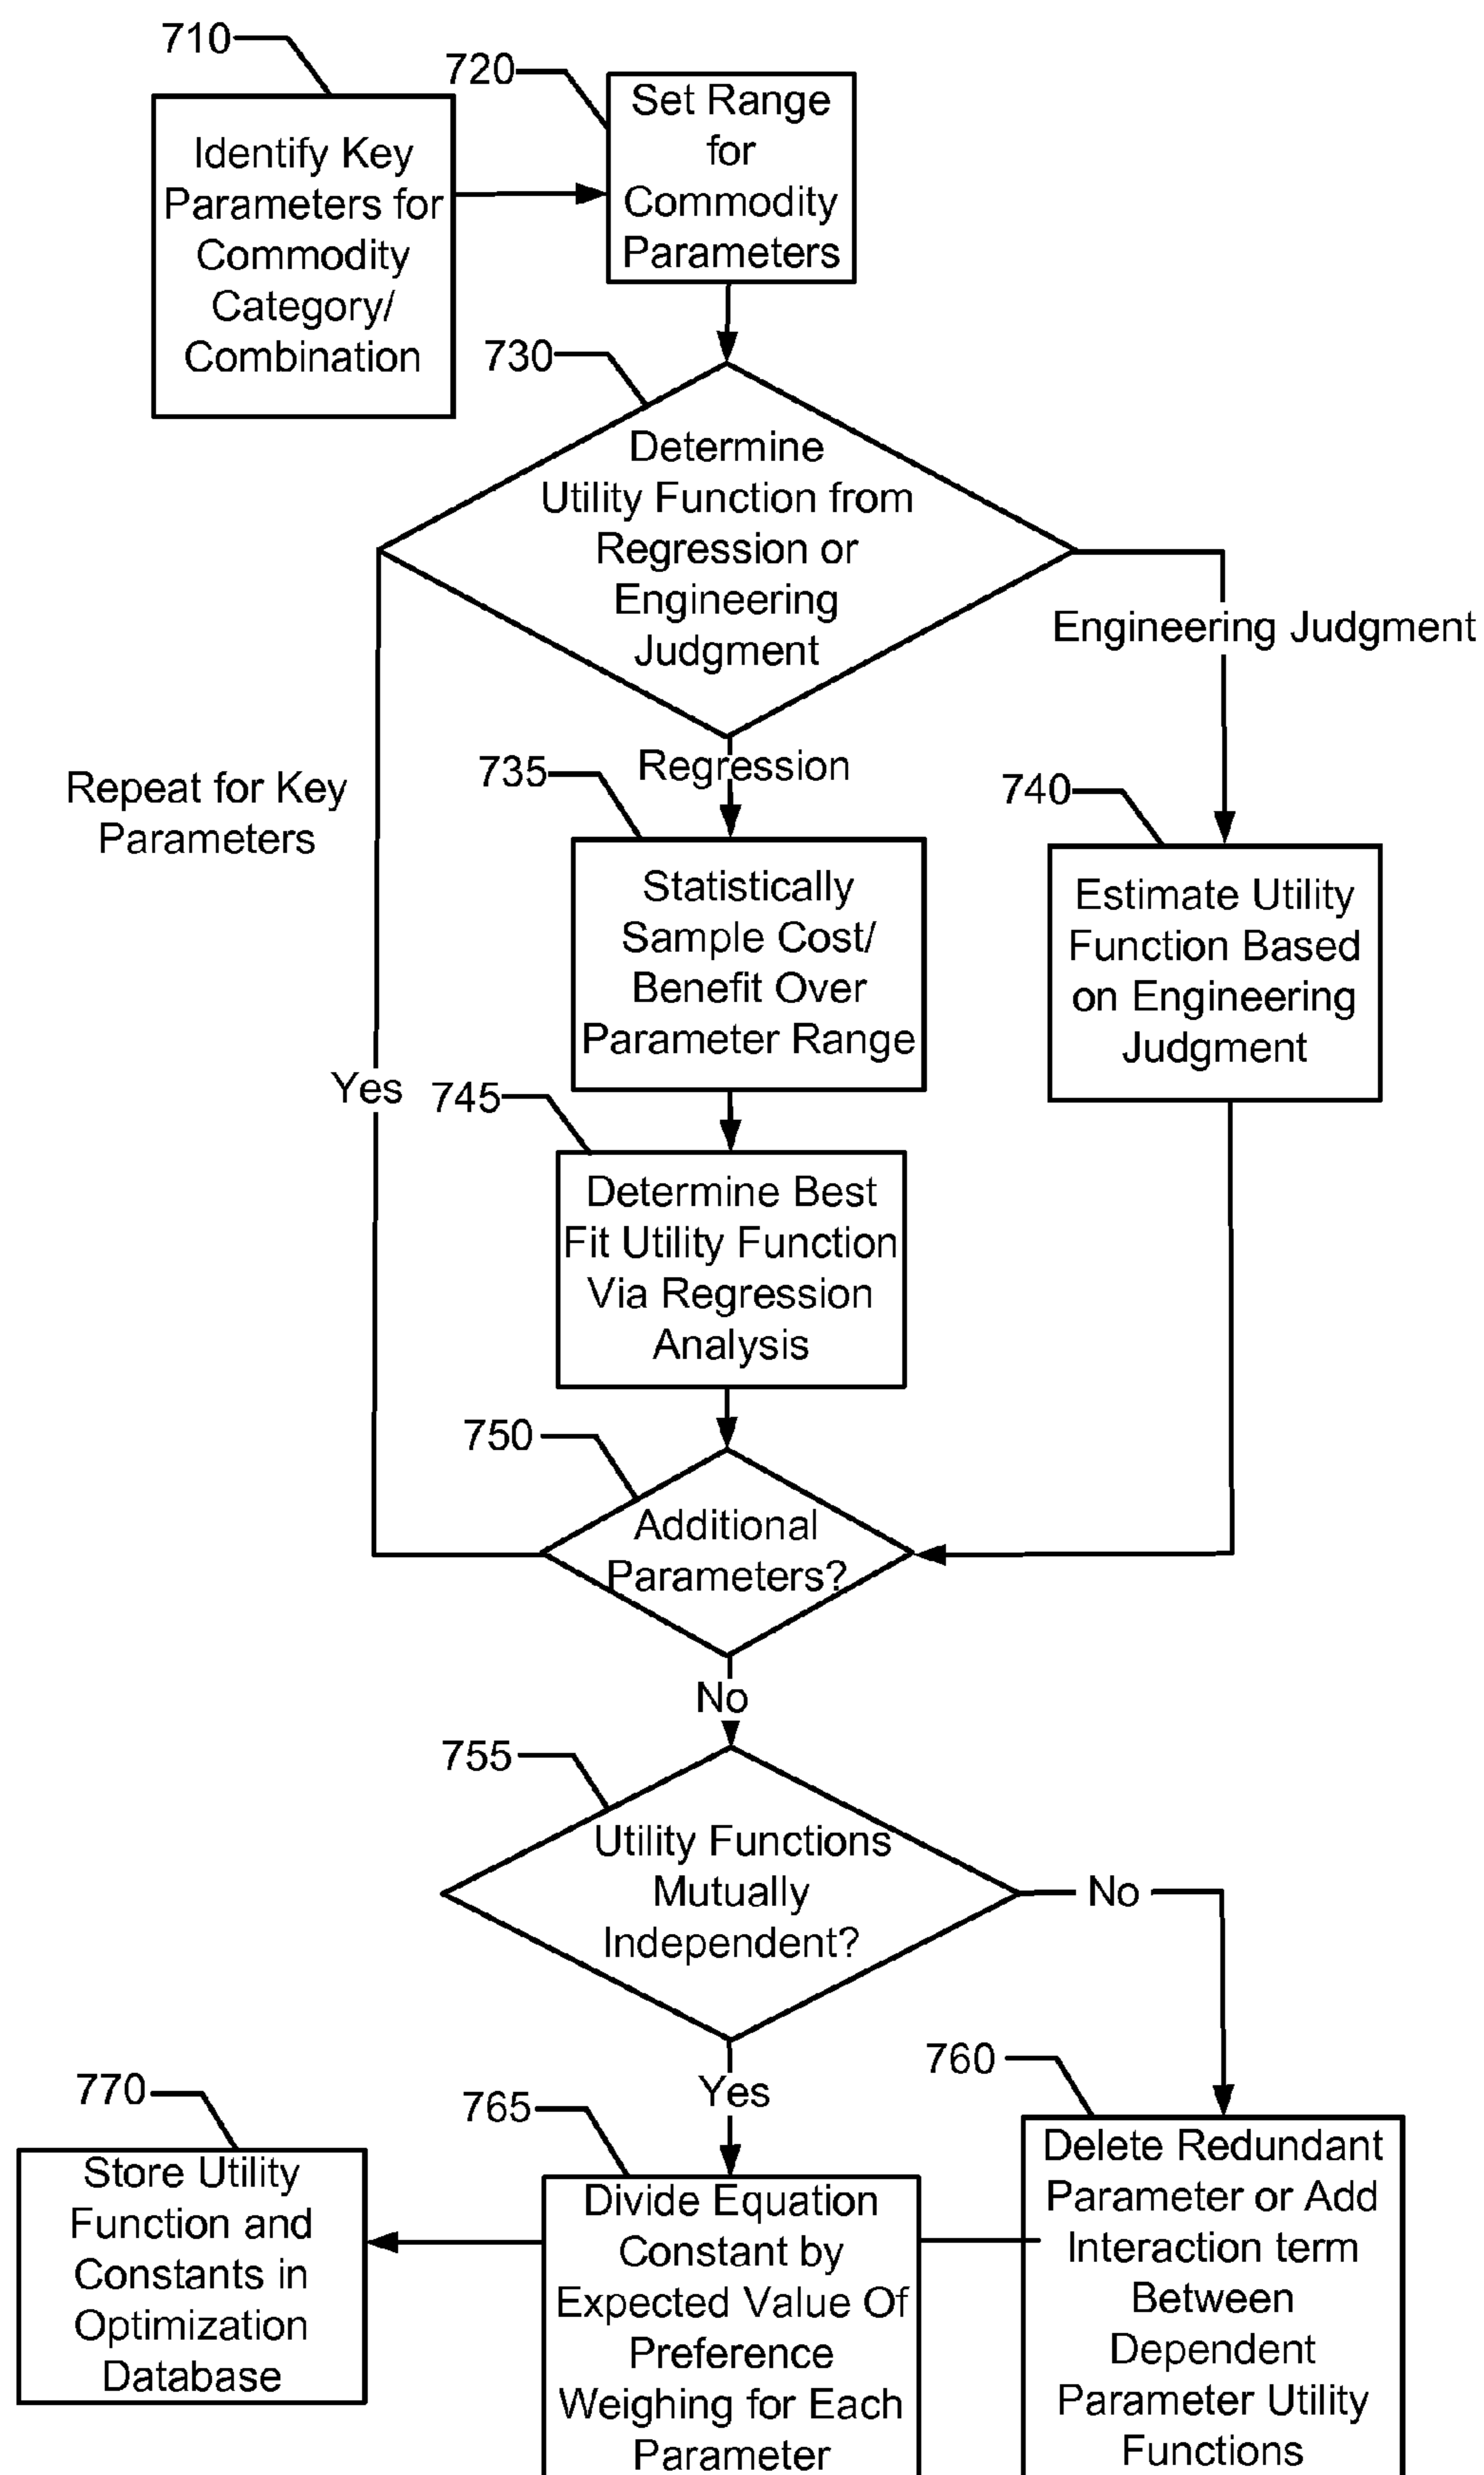 710
Identify Key
Parameters for
Commodity
Category/
Combination
720
Set Range
for
Commodity
Parameters
730
Determine
Utility Function from
Regression or
Engineering
Judgment
Engineering Judgment
Regression
Repeat for Key
Parameters
Yes
735
Statistically
Sample Cost/
Benefit Over
Parameter Range
740
Estimate Utility
Function Based
on Engineering
Judgment
745
Determine Best
Fit Utility Function
Via Regression
Analysis
750
Additional
Parameters?
No
755
Utility Functions
Mutually
Independent?
No
Yes
760
Delete Redundant
Parameter or Add
Interaction term
Between
Dependent
Parameter Utility
Functions
765
Divide Equation
Constant by
Expected Value Of
Preference
Weighing for Each
Parameter
770
Store Utility
Function and
Constants in
Optimization
Database